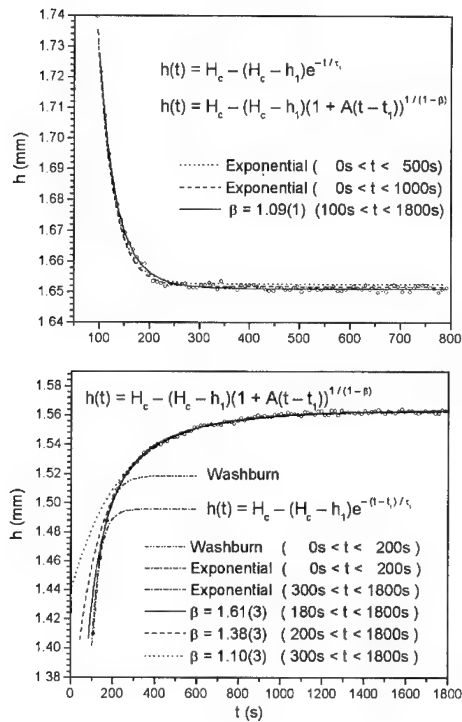 1.74
1.73
1.72
1.71
1.70
1.69
1.68
1.67
1.66
1.65
1.64
h (mm)
h(t) = H_c – (H_c – h_1)e^{-t/τ_1}
h(t) = H_c – (H_c – h_1)(1 + A(t – t_1))^{1/(1-β)}
Exponential ( 0s < t < 500s)
Exponential ( 0s < t < 1000s)
β = 1.09(1) (100s < t < 1800s)
0 100 200 300 400 500 600 700 800
1.58
1.56
1.54
1.52
1.50
1.48
1.46
1.44
1.42
1.40
1.38
h (mm)
h(t) = H_c – (H_c – h_1)(1 + A(t – t_1))^{1/(1-β)}
Washburn
h(t) = H_c – (H_c – h_1)e^{-(t-t_1)/τ_1}
Washburn ( 0s < t < 200s)
Exponential ( 0s < t < 200s)
Exponential (300s < t < 1800s)
β = 1.61(3) (180s < t < 1800s)
β = 1.38(3) (200s < t < 1800s)
β = 1.10(3) (300s < t < 1800s)
0 200 400 600 800 1000 1200 1400 1600 1800
t (s)